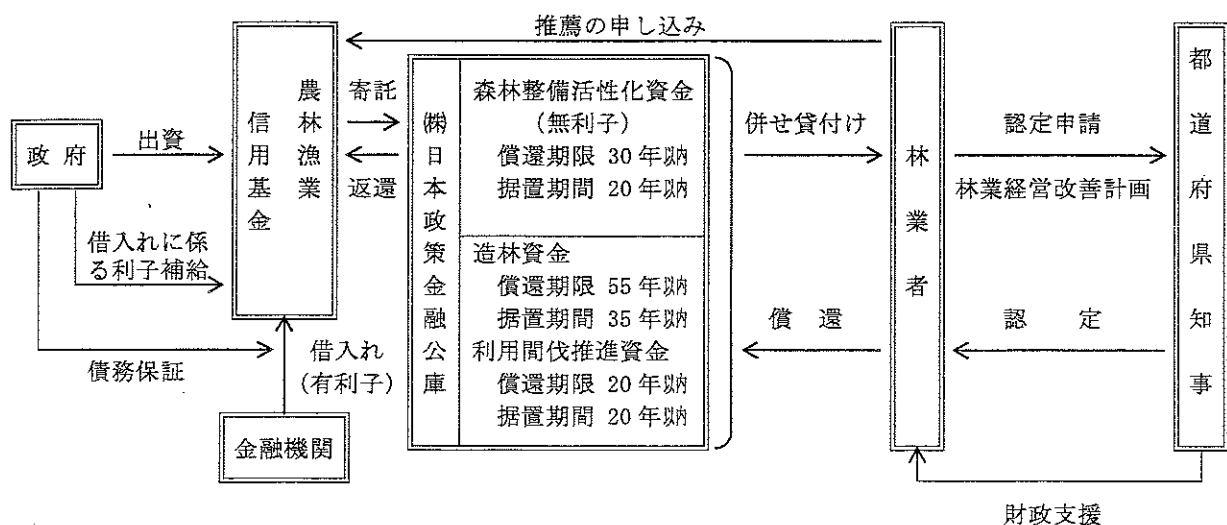 推薦の申し込み
政府
出資
借入れに係
る利子補給
債務保証
農林漁業
信用基金
寄託
返還
借入れ
(有利子)
金融機関
㈱日本政策金融公庫
森林整備活性化資金
(無利子)
償還期限 30年以内
据置期間 20年以内
造林資金
償還期限 55年以内
据置期間 35年以内
利用間伐推進資金
償還期限 20年以内
据置期間 20年以内
併せ貸付け
償還
林業者
認定申請
林業経営改善計画
認定
都道府県知事
財政支援